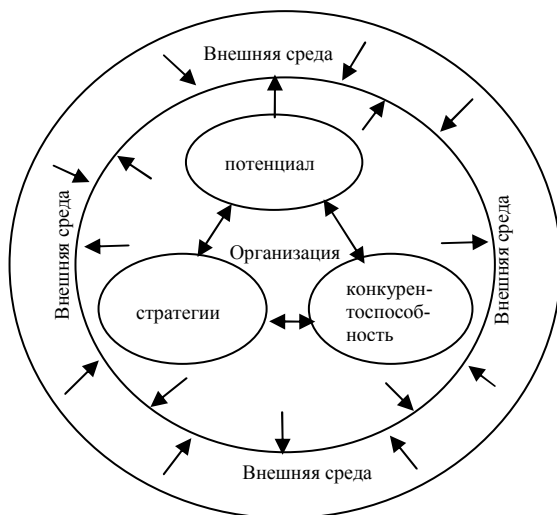 Внешняя среда
потенциал
Внешняя среда
Организация
Внешняя среда
стратегии
конкурен-
тоспособ-
ность
Внешняя среда